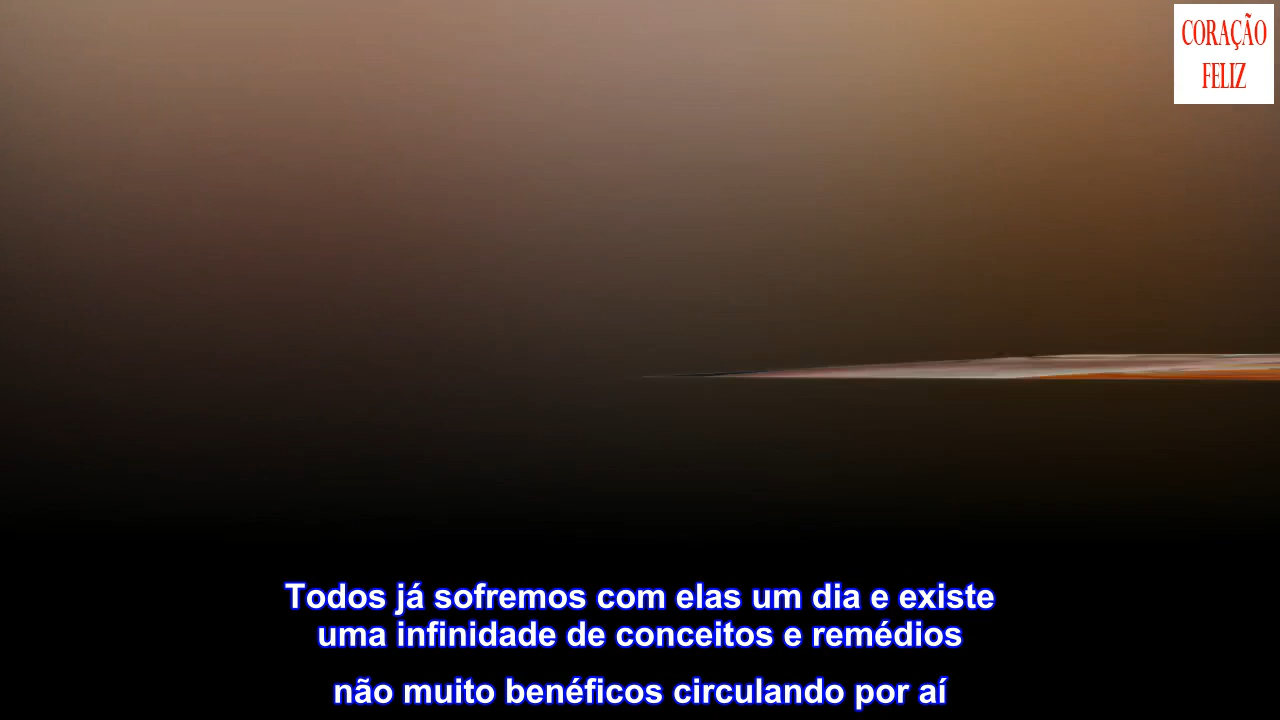 CORAÇÃO
FELIZ
Todos já sofremos com elas um dia e existe
uma infinidade de conceitos e remédios
não muito benéficos circulando por aí